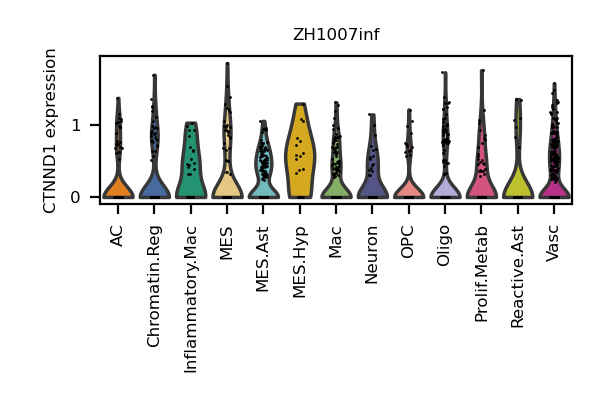 ZH1007inf
CTNND1 expression
1
0
AC
Chromatin.Reg
Inflammatory.Mac
MES
MES.Ast
MES.Hyp
Mac
Neuron
OPC
Oligo
Prolif.Metab
Reactive.Ast
Vasc